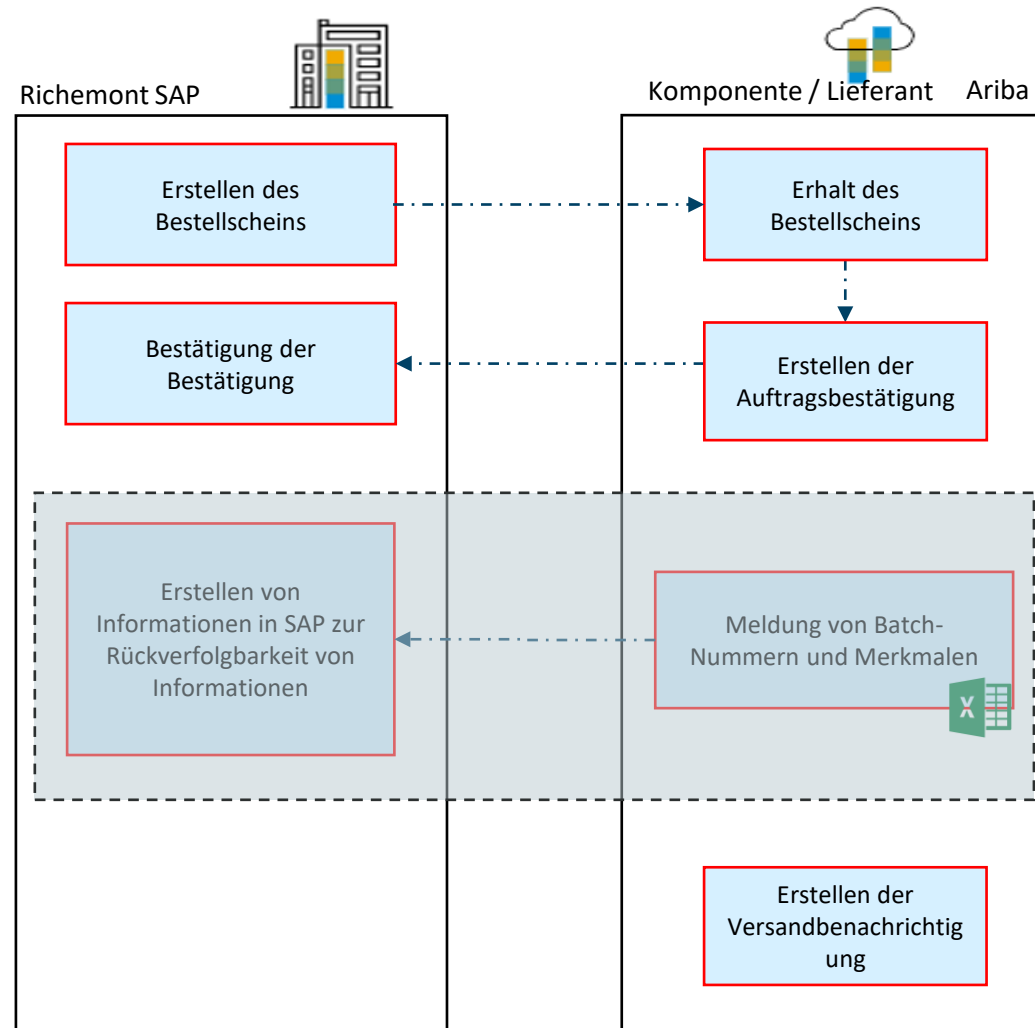 Richemont SAP
Komponente / Lieferant Ariba
Erstellen des
Bestellscheins
Erhalt des
Bestellscheins
Bestätigung der
Bestätigung
Erstellen der
Auftragsbestätigung
Erstellen von
Informationen in SAP zur
Rückverfolgbarkeit von
Informationen
Meldung von Batch-
Nummern und Merkmalen
X
Erstellen der
Versandbenachrichtig
ung